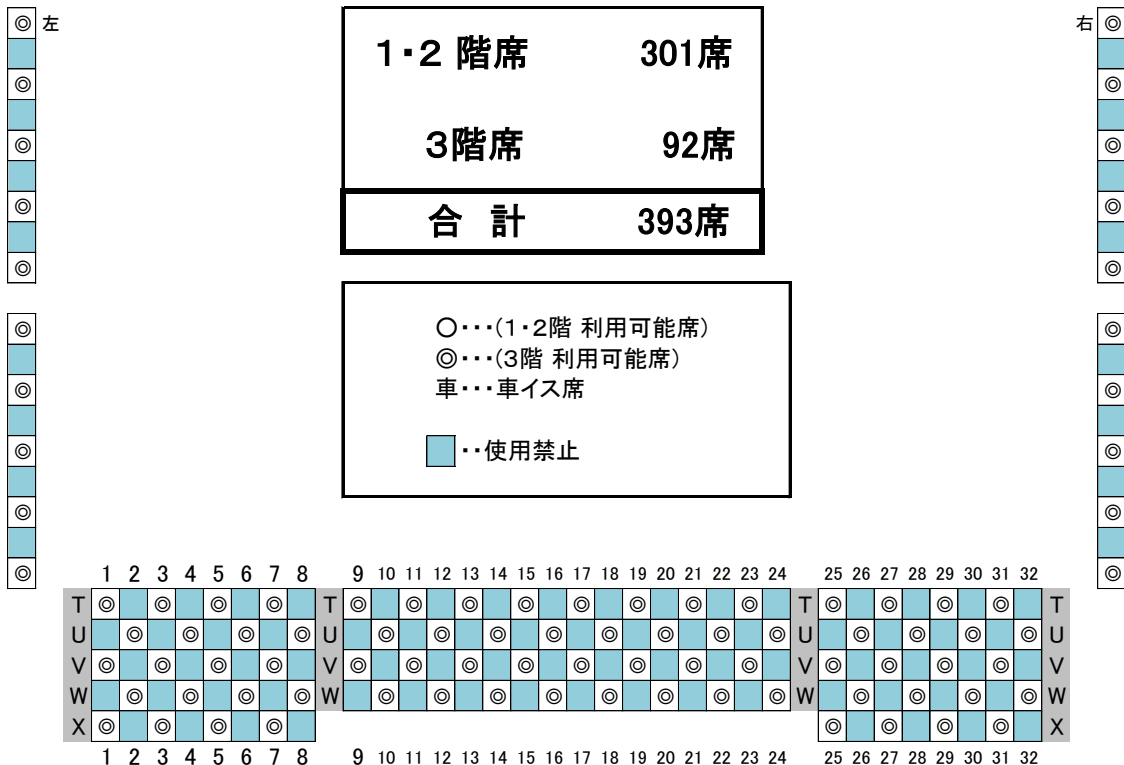 左
右
1・2 階席 301席
3階席 92席
合 計 393席
○・・・(1・2階 利用可能席)
◎・・・(3階 利用可能席)
車・・・車イス席
・・使用禁止
1 2 3 4 5 6 7 8 9 10 11 12 13 14 15 16 17 18 19 20 21 22 23 24 25 26 27 28 29 30 31 32
T ◎ ◎ ◎ ◎ T ◎ ◎ ◎ ◎ ◎ ◎ ◎ ◎ T ◎ ◎ ◎ ◎ T
U ◎ ◎ ◎ ◎ U ◎ ◎ ◎ ◎ ◎ ◎ ◎ ◎ U ◎ ◎ ◎ ◎ U
V ◎ ◎ ◎ ◎ V ◎ ◎ ◎ ◎ ◎ ◎ ◎ ◎ V ◎ ◎ ◎ ◎ V
W ◎ ◎ ◎ ◎ W ◎ ◎ ◎ ◎ ◎ ◎ ◎ ◎ W ◎ ◎ ◎ ◎ W
X ◎ ◎ ◎ ◎ ◎ ◎ ◎ ◎ X
1 2 3 4 5 6 7 8 9 10 11 12 13 14 15 16 17 18 19 20 21 22 23 24 25 26 27 28 29 30 31 32